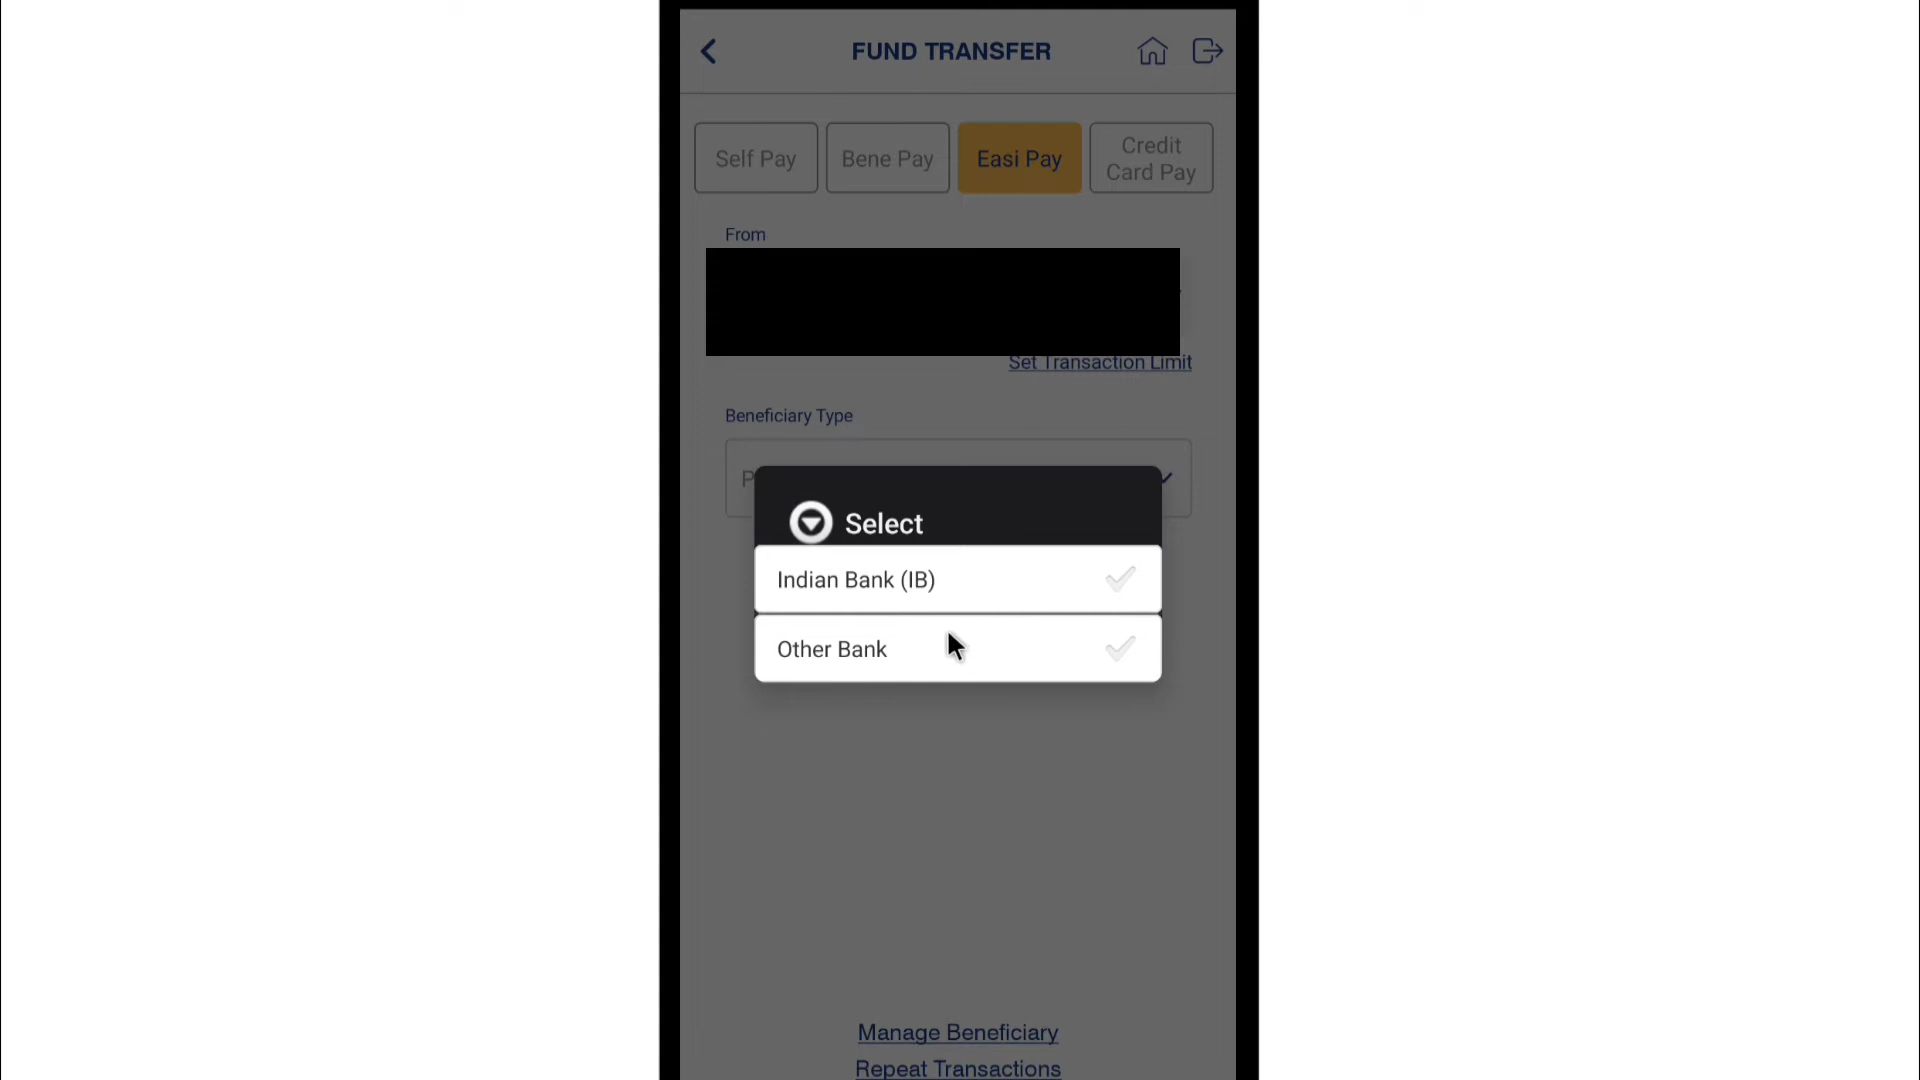 FUND TRANSFER
Self Pay
Bene Pay
Easi Pay
Credit
Card Pay
From
Set Transaction Limit
Beneficiary Type
P
Select
Indian Bank (IB)
Other Bank
Manage Beneficiary
Repeat Transactions